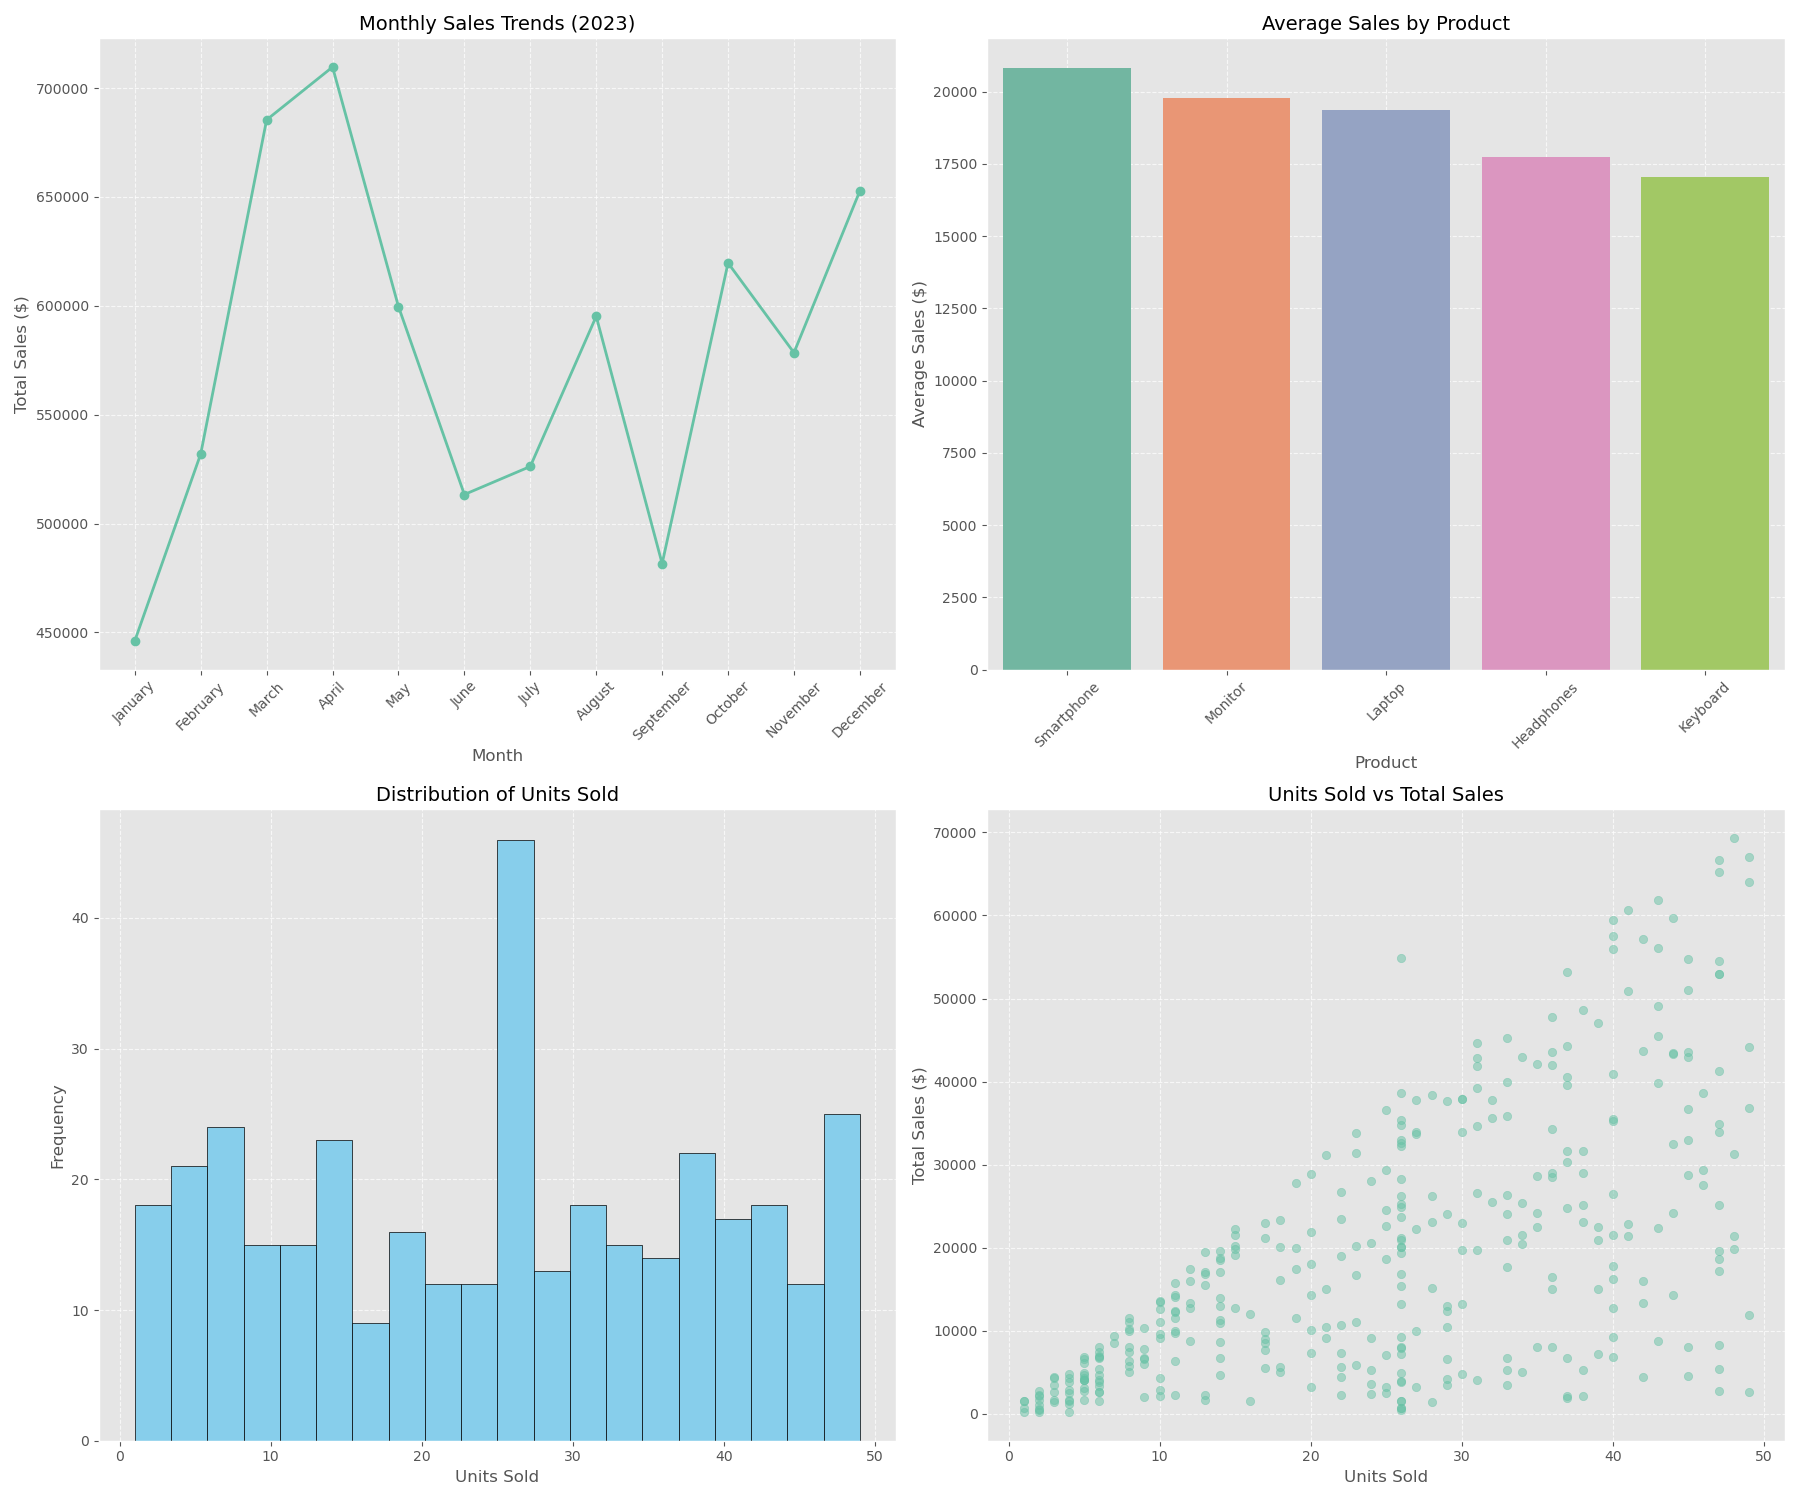 Monthly Sales Trends (2023)
Total Sales ($)
700000
650000
600000
550000
500000
450000
January
February
March
April
May
June
July
August
September
October
November
December
Month
Average Sales by Product
Average Sales ($)
20000
17500
15000
12500
10000
7500
5000
2500
0
Smartphone
Monitor
Laptop
Headphones
Keyboard
Product
Distribution of Units Sold
Frequency
40
30
20
10
0
0
10
20
30
40
50
Units Sold
Units Sold vs Total Sales
Total Sales ($)
70000
60000
50000
40000
30000
20000
10000
0
0
10
20
30
40
50
Units Sold